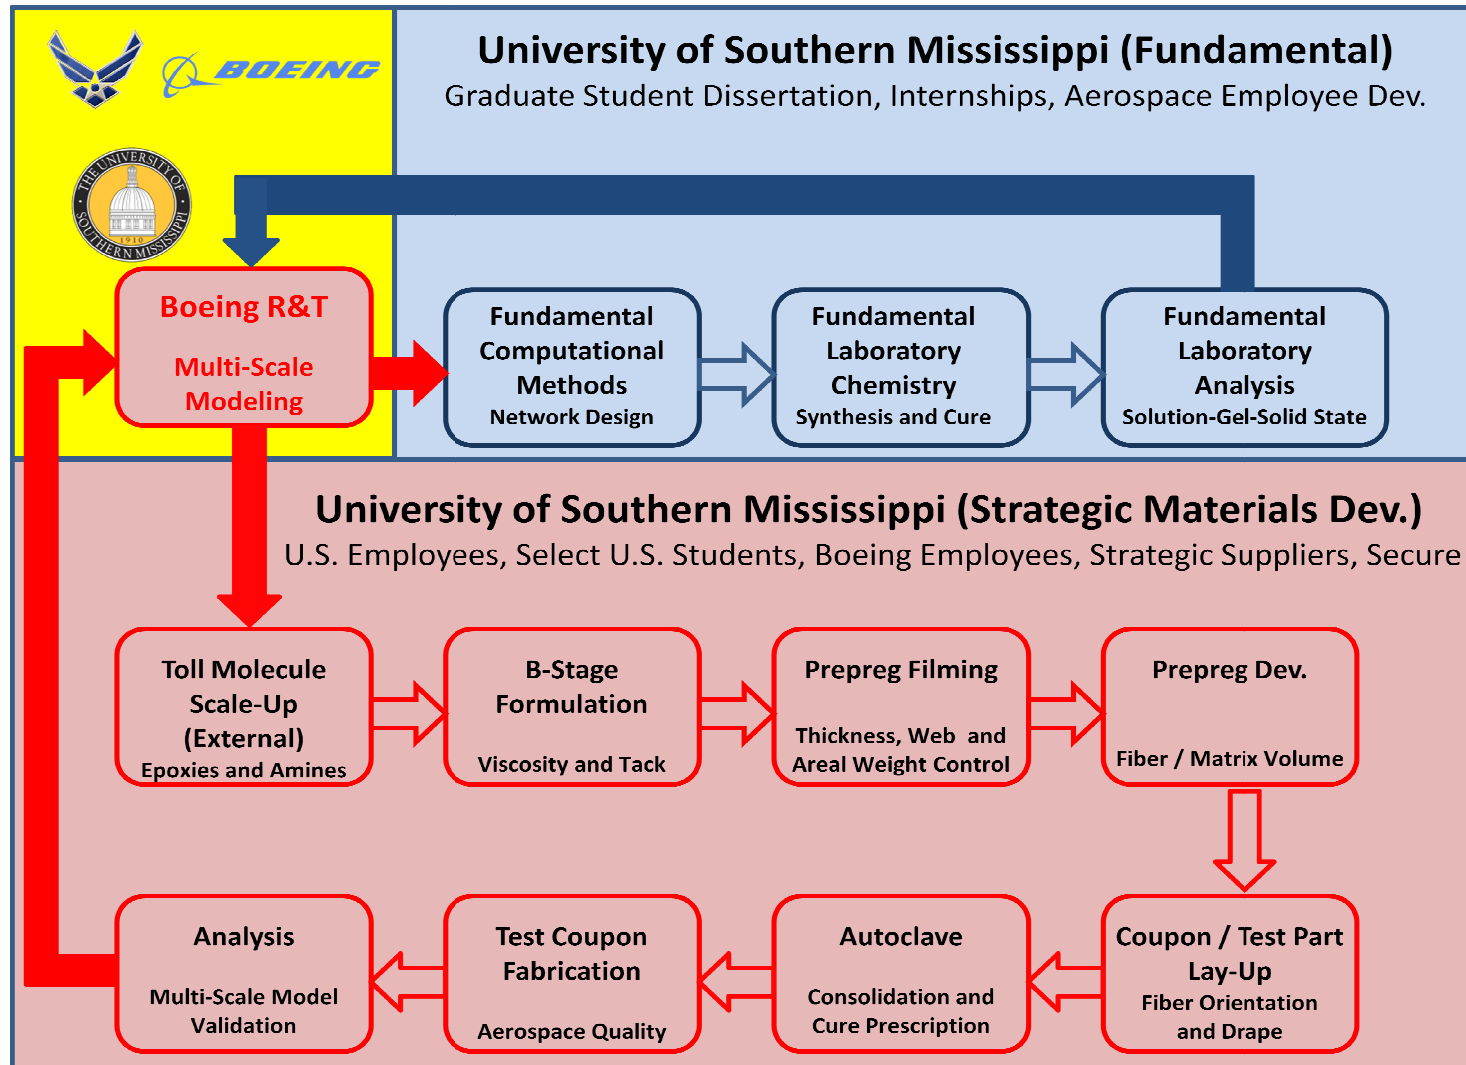 BOEING
THE UNIVERSITY OF
SOUTHERN MISSISSIPPI
1910
University of Southern Mississippi (Fundamental)
Graduate Student Dissertation, Internships, Aerospace Employee Dev.
Boeing R&T
Multi-Scale
Modeling
Fundamental
Computational
Methods
Network Design
Fundamental
Laboratory
Chemistry
Synthesis and Cure
Fundamental
Laboratory
Analysis
Solution-Gel-Solid State
University of Southern Mississippi (Strategic Materials Dev.)
U.S. Employees, Select U.S. Students, Boeing Employees, Strategic Suppliers, Secure
Toll Molecule
Scale-Up
(External)
Epoxies and Amines
B-Stage
Formulation
Viscosity and Tack
Prepreg Filming
Thickness, Web and
Areal Weight Control
Prepreg Dev.
Fiber / Matrix Volume
Analysis
Multi-Scale Model
Validation
Test Coupon
Fabrication
Aerospace Quality
Autoclave
Consolidation and
Cure Prescription
Coupon / Test Part
Lay-Up
Fiber Orientation
and Drape